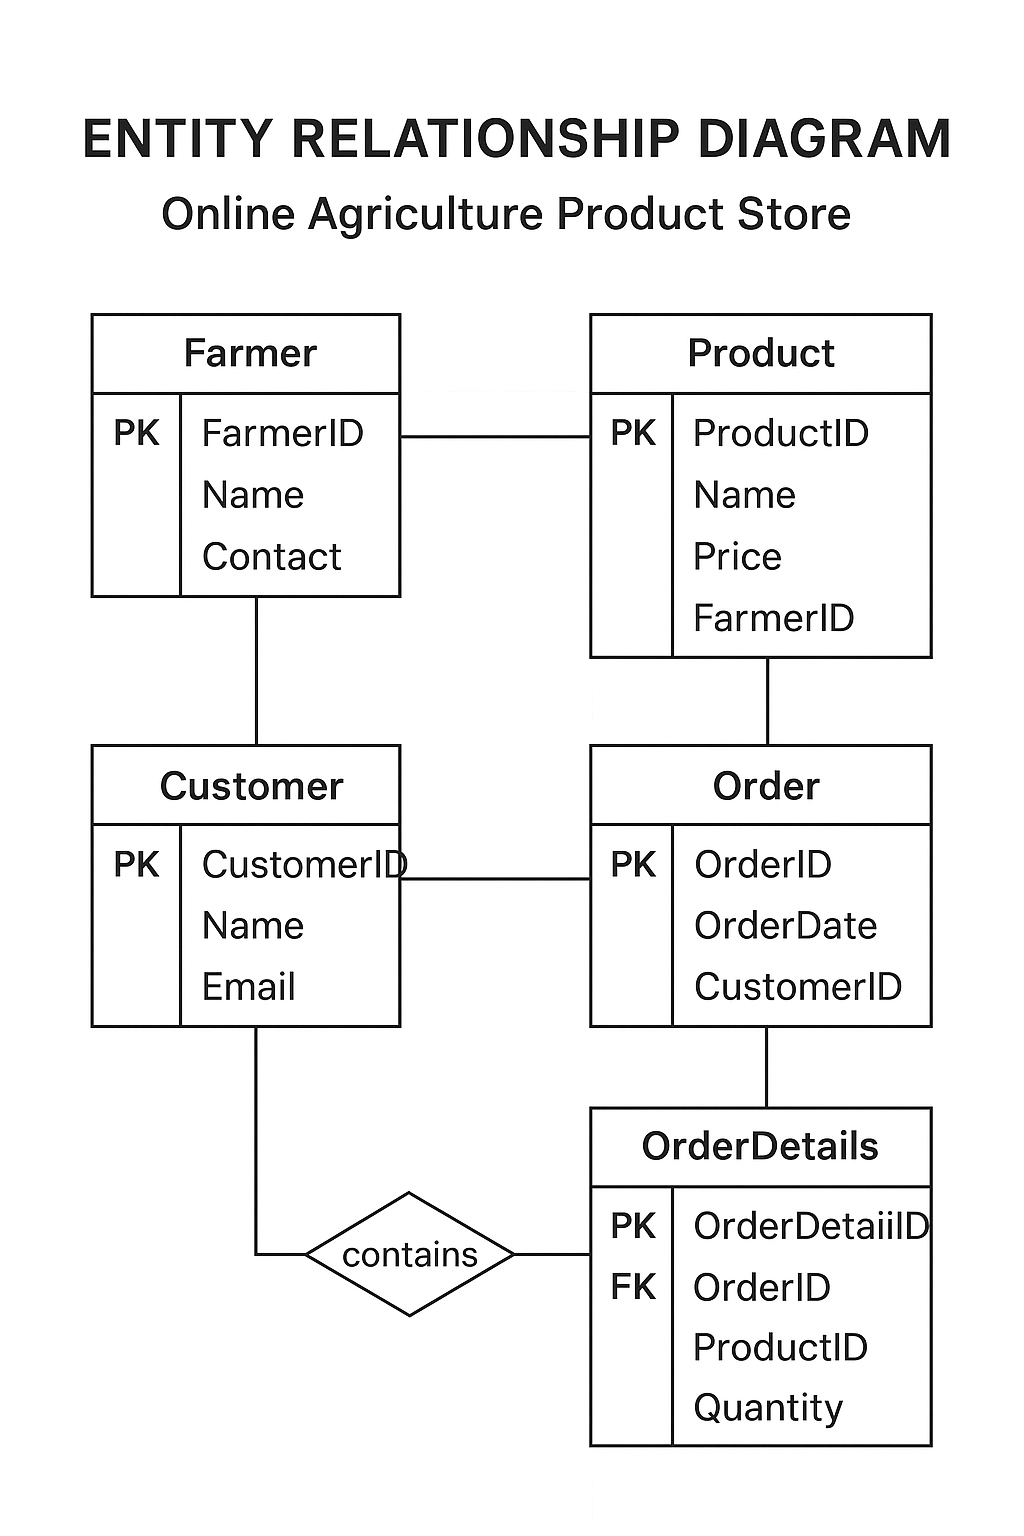 ENTITY RELATIONSHIP DIAGRAM
Online Agriculture Product Store
Farmer
PK FarmerID
Name
Contact
Product
PK ProductID
Name
Price
FarmerID
Customer
PK CustomerID
Name
Email
Order
PK OrderID
OrderDate
CustomerID
contains
OrderDetails
PK OrderDetaiilD
FK OrderID
ProductID
Quantity